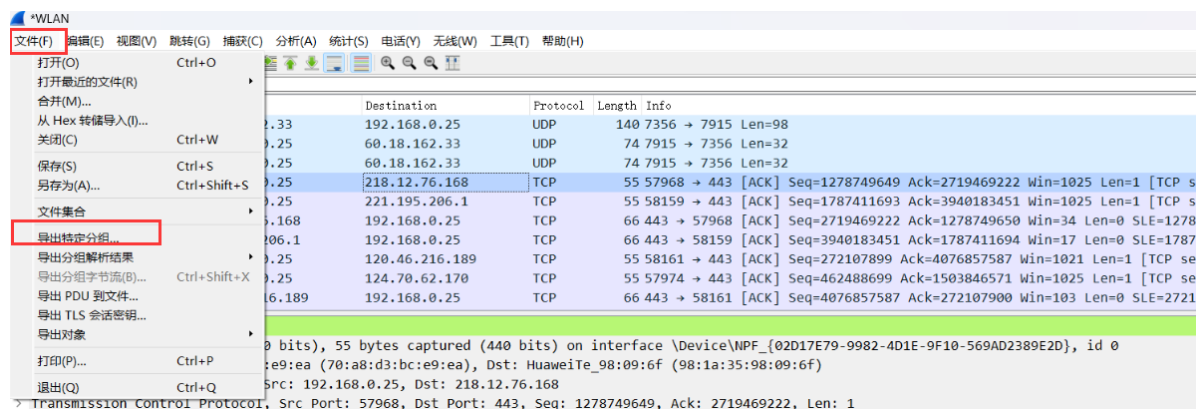 *WLAN
文件(F) 编辑(E) 视图(V) 跳转(G) 捕获(C) 分析(A) 统计(S) 电话(Y) 无线(W) 工具(T) 帮助(H)
打开(O) Ctrl+O
打开最近的文件(R)
合并(M)...
从 Hex 转储导入(I)...
关闭(C) Ctrl+W
保存(S) Ctrl+S
另存为(A)... Ctrl+Shift+S
文件集合
导出特定分组...
导出分组解析结果
导出分组字节流(B)... Ctrl+Shift+X
导出 PDU 到文件...
导出 TLS 会话密钥...
导出对象
打印(P)... Ctrl+P
退出(Q) Ctrl+Q
Destination Protocol Length Info
2.33 192.168.0.25 UDP 140 7356 → 7915 Len=98
0.25 60.18.162.33 UDP 74 7915 → 7356 Len=32
0.25 60.18.162.33 UDP 74 7915 → 7356 Len=32
0.25 218.12.76.168 TCP 55 57968 → 443 [ACK] Seq=1278749649 Ack=2719469222 Win=1025 Len=1 [TCP s
0.25 221.195.206.1 TCP 55 58159 → 443 [ACK] Seq=1787411693 Ack=3940183451 Win=1025 Len=1 [TCP s
6.168 192.168.0.25 TCP 66 443 → 57968 [ACK] Seq=2719469222 Ack=1278749650 Win=34 Len=0 SLE=1278
206.1 192.168.0.25 TCP 66 443 → 58159 [ACK] Seq=3940183451 Ack=1787411694 Win=17 Len=0 SLE=1787
0.25 120.46.216.189 TCP 55 58161 → 443 [ACK] Seq=272107899 Ack=4076857587 Win=1021 Len=1 [TCP se
0.25 124.70.62.170 TCP 55 57974 → 443 [ACK] Seq=462488699 Ack=1503846571 Win=1025 Len=1 [TCP se
16.189 192.168.0.25 TCP 66 443 → 58161 [ACK] Seq=4076857587 Ack=272107900 Win=103 Len=0 SLE=2721
0 bits), 55 bytes captured (440 bits) on interface \Device\NPF_{02D17E79-9982-4D1E-9F10-569AD2389E2D}, id 0
:e9:ea (70:a8:d3:bc:e9:ea), Dst: HuaweiTe_98:09:6f (98:1a:35:98:09:6f)
Src: 192.168.0.25, Dst: 218.12.76.168
> Transmission Control Protocol, Src Port: 57968, Dst Port: 443, Seq: 1278749649, Ack: 2719469222, Len: 1